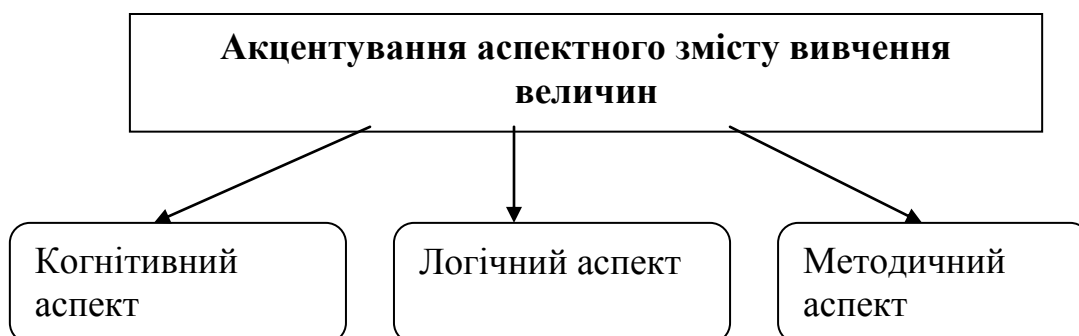 Акцентування аспектного змісту вивчення
величин
Когнітивний
аспект
Логічний аспект
Методичний
аспект